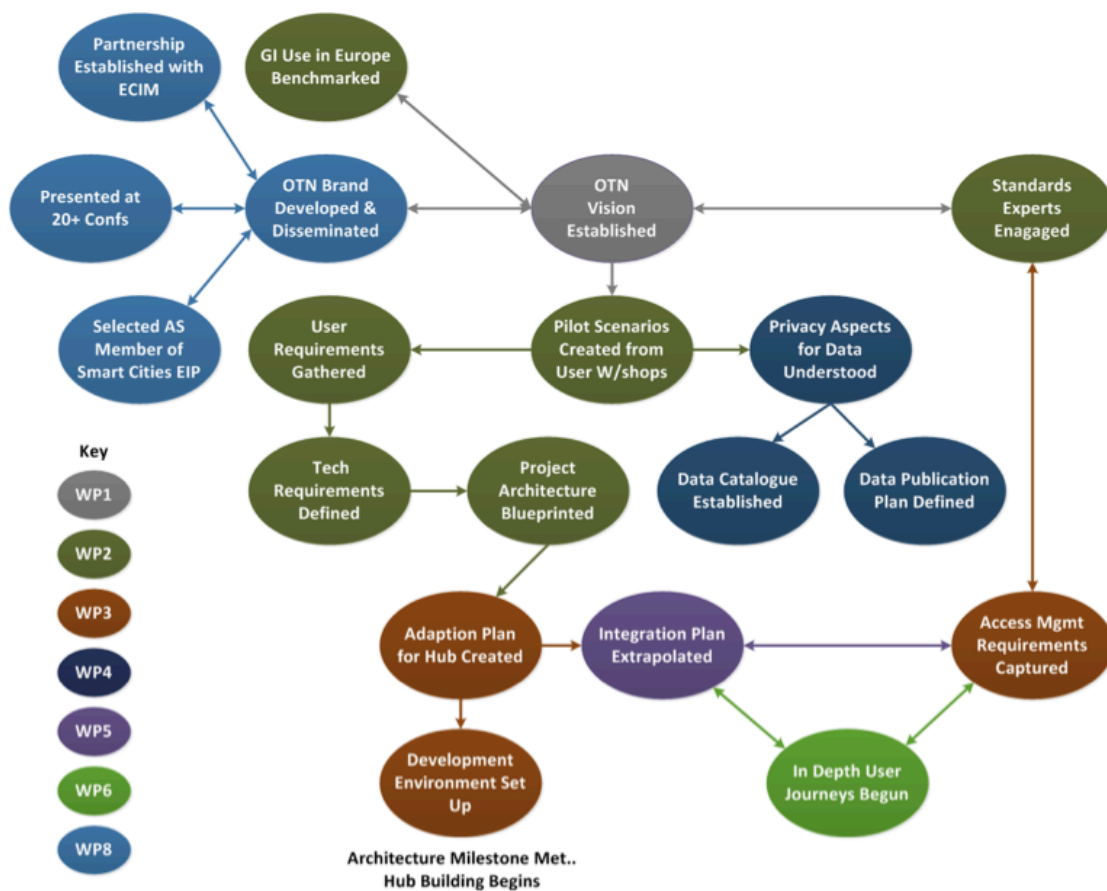 Partnership
Established with
ECIM
GI Use in Europe
Benchmarked
Presented at
20+ Confs
OTN Brand
Developed &
Disseminated
OTN
Vision
Established
Standards
Experts
Enagaged
Selected AS
Member of
Smart Cities EIP
User
Requirements
Gathered
Pilot Scenarios
Created from
User W/shops
Privacy Aspects
for Data
Understood
Tech
Requirements
Defined
Project
Architecture
Blueprinted
Data Catalogue
Established
Data Publication
Plan Defined
Adaption Plan
for Hub Created
Integration Plan
Extrapolated
Access Mgmt
Requirements
Captured
Development
Environment Set
Up
In Depth User
Journeys Begun
Architecture Milestone Met..
Hub Building Begins
Key
WP1
WP2
WP3
WP4
WP5
WP6
WP8